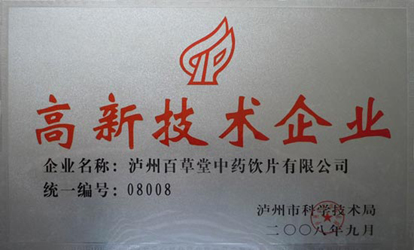 高新技术企业
企业名称：泸州百草堂中药饮片有限公司
统一编号：08008
泸州市科学技术局
二〇〇八年九月